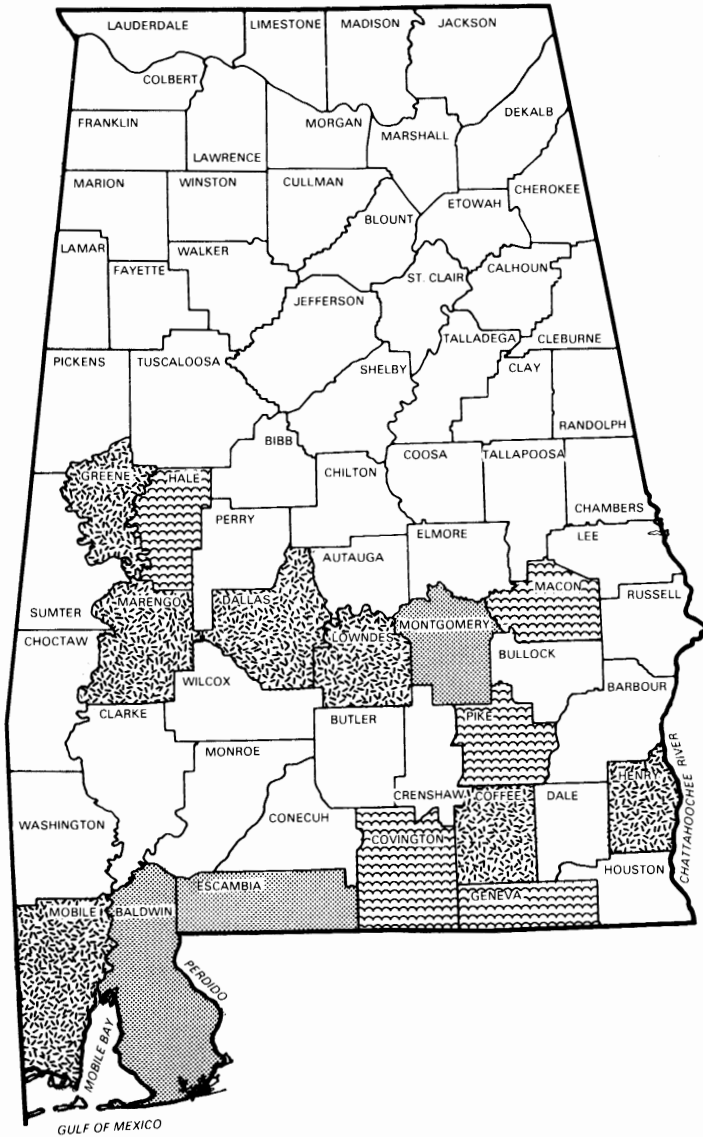 LAUDERDALE
LIMESTONE
MADISON
JACKSON
COLBERT
FRANKLIN
LAWRENCE
MORGAN
MARSHALL
DEKALB
MARION
WINSTON
CULLMAN
BLOUNT
ETOWAH
CHEROKEE
LAMAR
FAYETTE
WALKER
JEFFERSON
ST. CLAIR
CALHOUN
PICKENS
TUSCALOOSA
SHELBY
TALLADEGA
CLAY
CLEBURNE
RANDOLPH
GREENE
HALE
BIBB
CHILTON
COOSA
TALLAPOOSA
CHAMBERS
PERRY
AUTAUGA
ELMORE
LEE
SUMTER
MARENGO
DALLAS
LOWNDES
MONTGOMERY
MACON
RUSSELL
CHOCTAW
WILCOX
BULLOCK
CLARKE
BUTLER
PIKE
BARBOUR
MONROE
CRENSHAW
COFFEE
DALE
HENRY
CHATTAHOOCHEE RIVER
WASHINGTON
CONECUH
COVINGTON
HOUSTON
ESCAMBIA
GENEVA
MOBILE
BALDWIN
PERDIDO
MOBILE BAY
GULF OF MEXICO